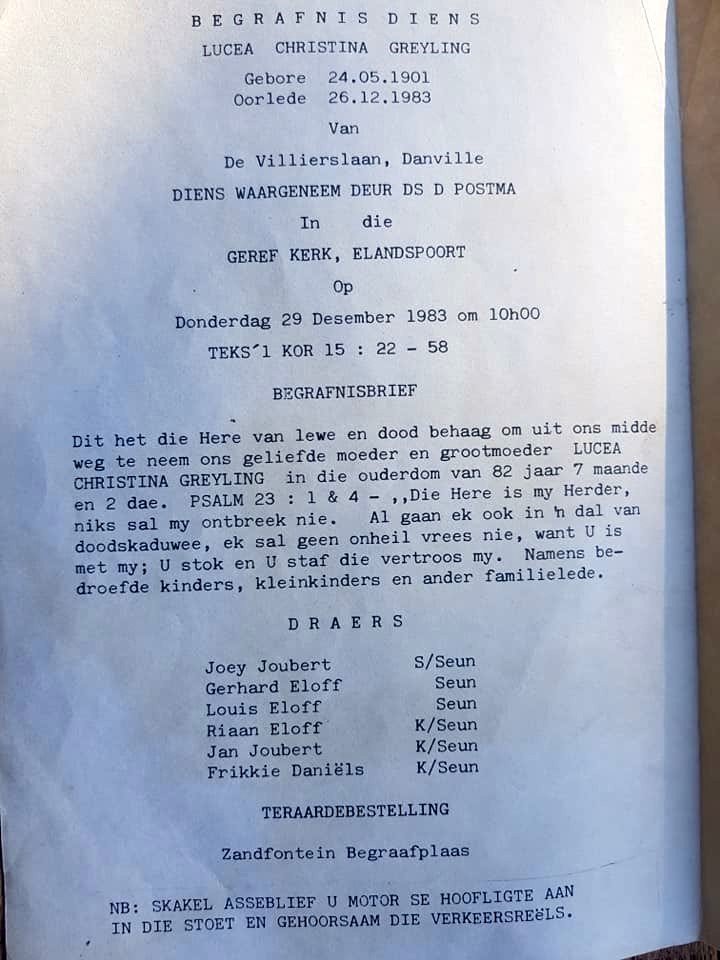 B E G R A F N I S  D I E N S
LUCEA CHRISTINA GREYLING
Gebore 24.05.1901
Oorlede 26.12.1983
Van
De Villierslaan, Danville
DIENS WAARGENEEM DEUR DS D POSTMA
In die
GEREF KERK, ELANDSPOORT
Op
Donderdag 29 Desember 1983 om 10h00
TEKS´1 KOR 15 : 22 - 58
BEGRAFNISBRIEF
Dit het die Here van lewe en dood behaag om uit ons midde
weg te neem ons geliefde moeder en grootmoeder LUCEA
CHRISTINA GREYLING in die ouderdom van 82 jaar 7 maande
en 2 dae. PSALM 23 : 1 & 4 - ,,Die Here is my Herder,
niks sal my ontbreek nie. Al gaan ek ook in 'n dal van
doodskaduwee, ek sal geen onheil vrees nie, want U is
met my; U stok en U staf die vertroos my. Namens be-
droefde kinders, kleinkinders en ander familielede.
D R A E R S
Joey Joubert S/Seun
Gerhard Eloff Seun
Louis Eloff Seun
Riaan Eloff K/Seun
Jan Joubert K/Seun
Frikkie Daniëls K/Seun
TERAARDEBESTELLING
Zandfontein Begraafplaas
NB: SKAKEL ASSEBLIEF U MOTOR SE HOOFLIGTE AAN
IN DIE STOET EN GEHOORSAAM DIE VERKEERSREëLS.